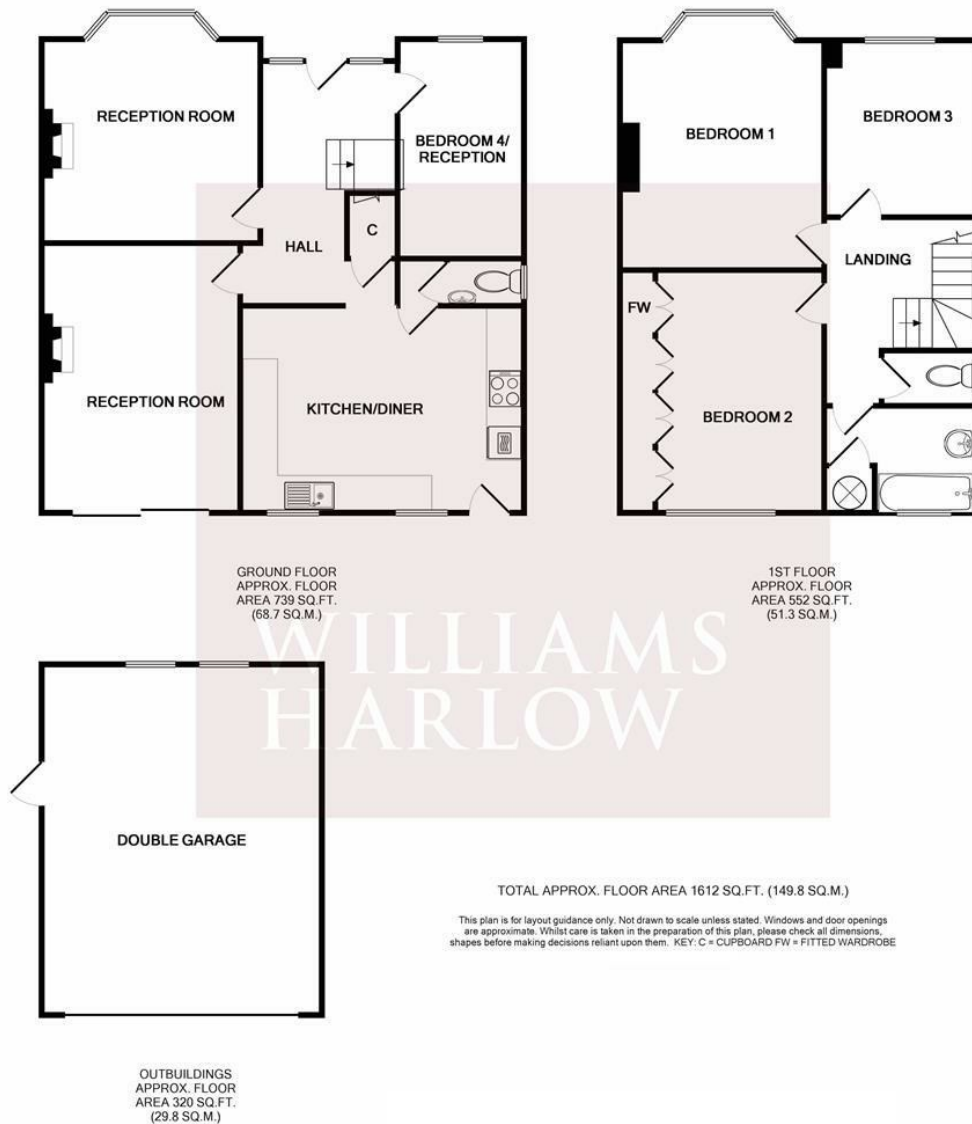 RECEPTION ROOM
BEDROOM 4/
RECEPTION
C
HALL
RECEPTION ROOM
KITCHEN/DINER
GROUND FLOOR
APPROX. FLOOR
AREA 739 SQ.FT.
(68.7 SQ.M.)
BEDROOM 1
BEDROOM 3
LANDING
FW
BEDROOM 2
1ST FLOOR
APPROX. FLOOR
AREA 552 SQ.FT.
(51.3 SQ.M.)
WILLIAMS
HARLOW
DOUBLE GARAGE
OUTBUILDINGS
APPROX. FLOOR
AREA 320 SQ.FT.
(29.8 SQ.M.)
TOTAL APPROX. FLOOR AREA 1612 SQ.FT. (149.8 SQ.M.)
This plan is for layout guidance only. Not drawn to scale unless stated. Windows and door openings
are approximate. Whilst care is taken in the preparation of this plan, please check all dimensions,
shapes before making decisions reliant upon them. KEY: C = CUPBOARD FW = FITTED WARDROBE